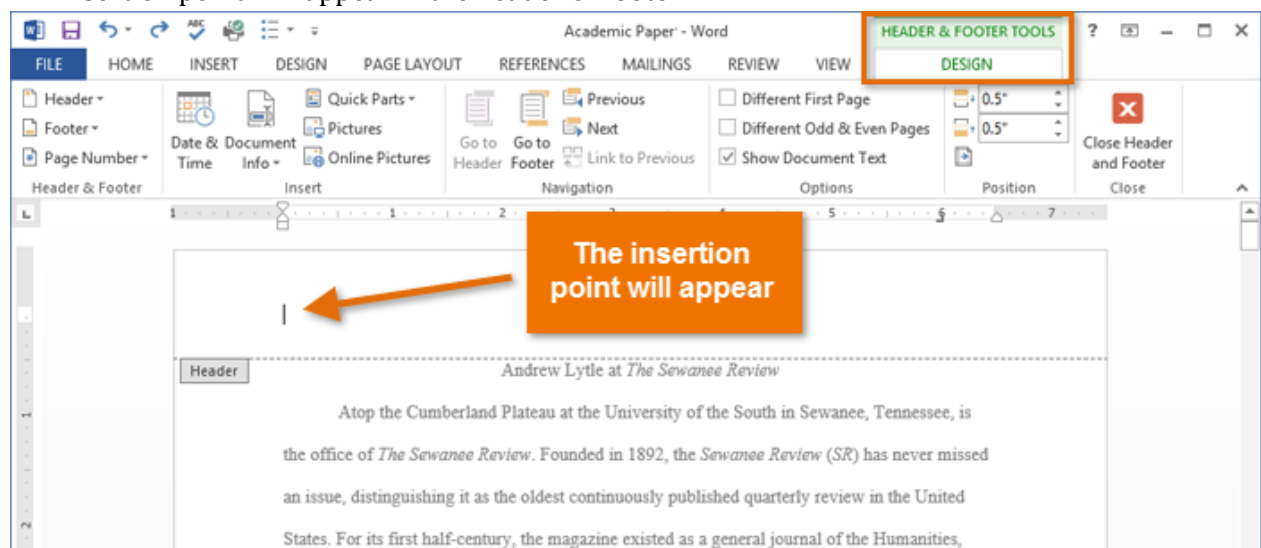 Academic Paper - Word
HEADER & FOOTER TOOLS
?
FILE HOME INSERT DESIGN PAGE LAYOUT REFERENCES MAILINGS REVIEW VIEW DESIGN
Header
Footer
Page Number
Header & Footer
Date & Time
Document Info
Quick Parts
Pictures
Online Pictures
Insert
Go to Header
Go to Footer
Previous
Next
Link to Previous
Navigation
Different First Page
Different Odd & Even Pages
Show Document Text
Options
0.5"
0.5"
Position
Close Header and Footer
Close
1 1 2 5 7
The insertion
point will appear
Header
Andrew Lytle at The Sewanee Review
Atop the Cumberland Plateau at the University of the South in Sewanee, Tennessee, is
the office of The Sewanee Review. Founded in 1892, the Sewanee Review (SR) has never missed
an issue, distinguishing it as the oldest continuously published quarterly review in the United
States. For its first half-century, the magazine existed as a general journal of the Humanities,